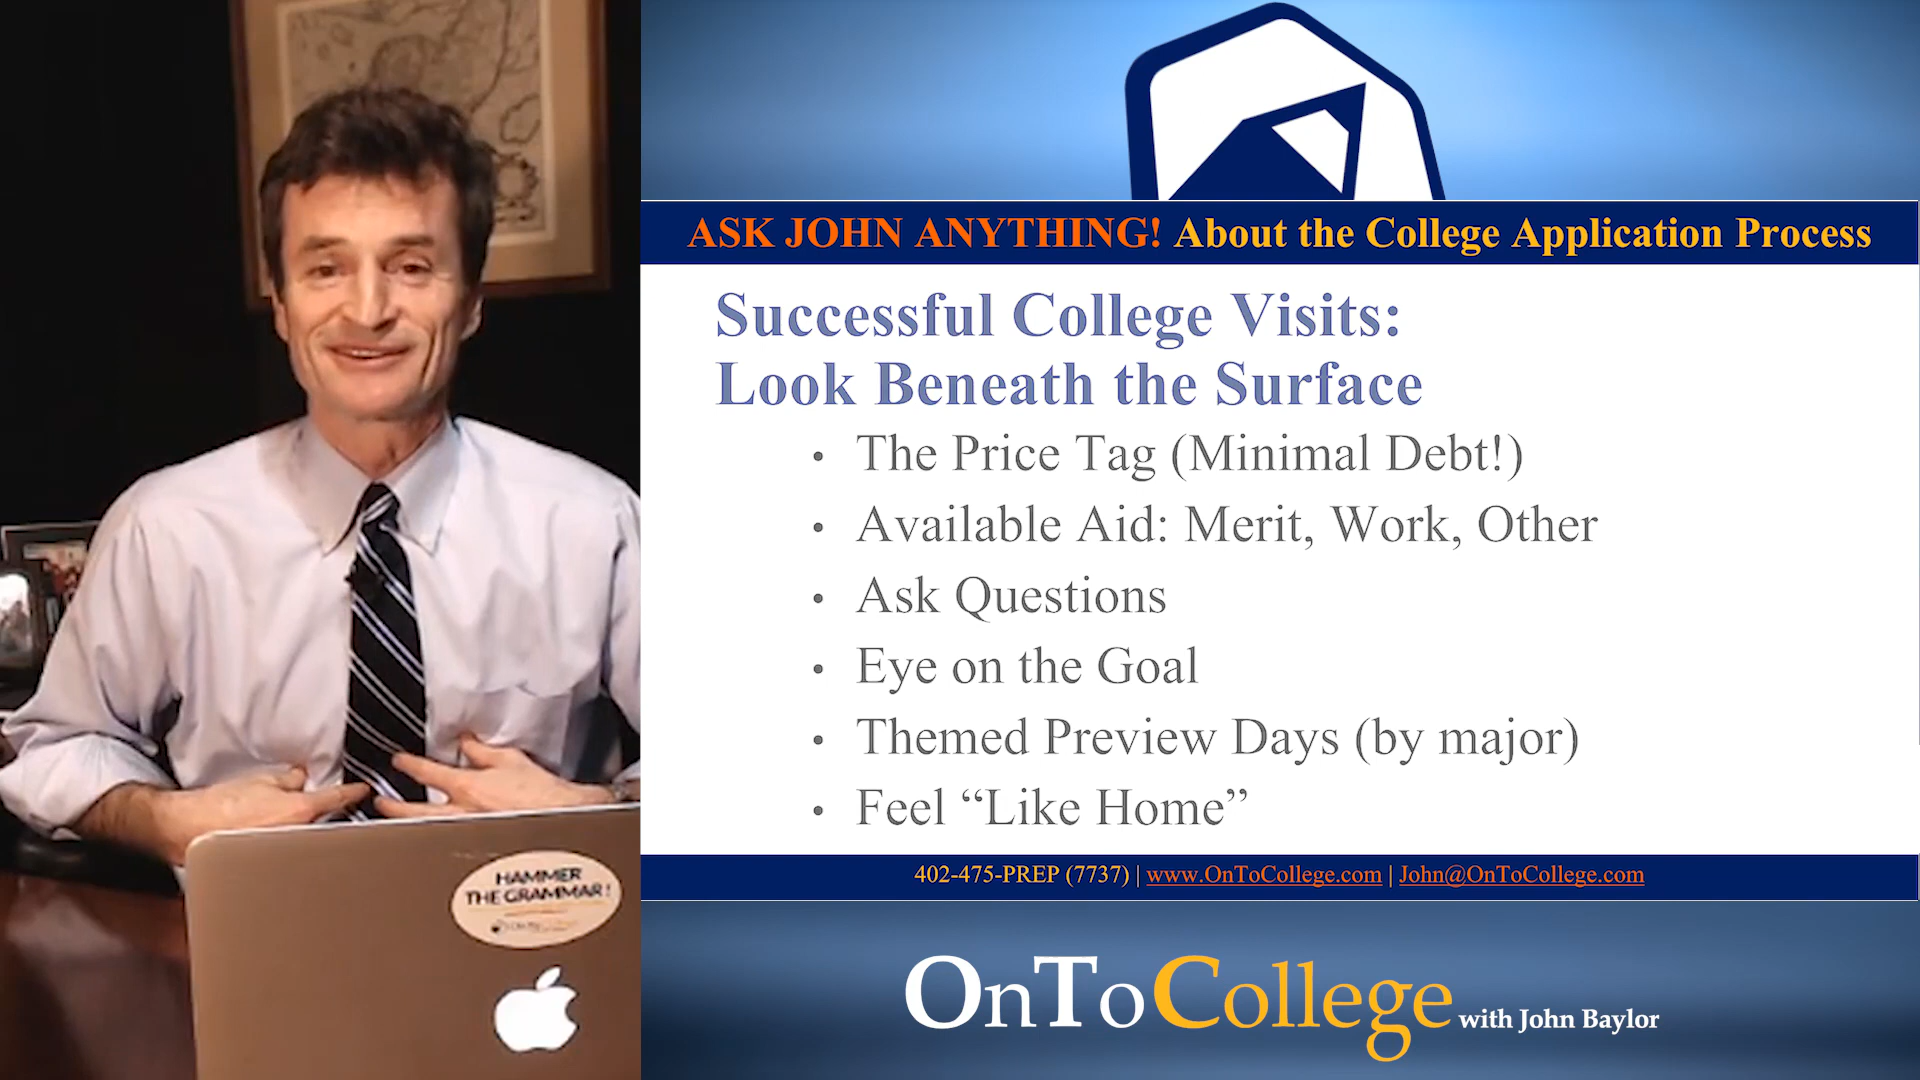 ASK JOHN ANYTHING! About the College Application Process
Successful College Visits:
Look Beneath the Surface
• The Price Tag (Minimal Debt!)
• Available Aid: Merit, Work, Other
• Ask Questions
• Eye on the Goal
• Themed Preview Days (by major)
• Feel “Like Home”
402-475-PREP (7737) | www.OnToCollege.com | John@OnToCollege.com
OnToCollege with John Baylor
HAMMER
THE GRAMMAR!